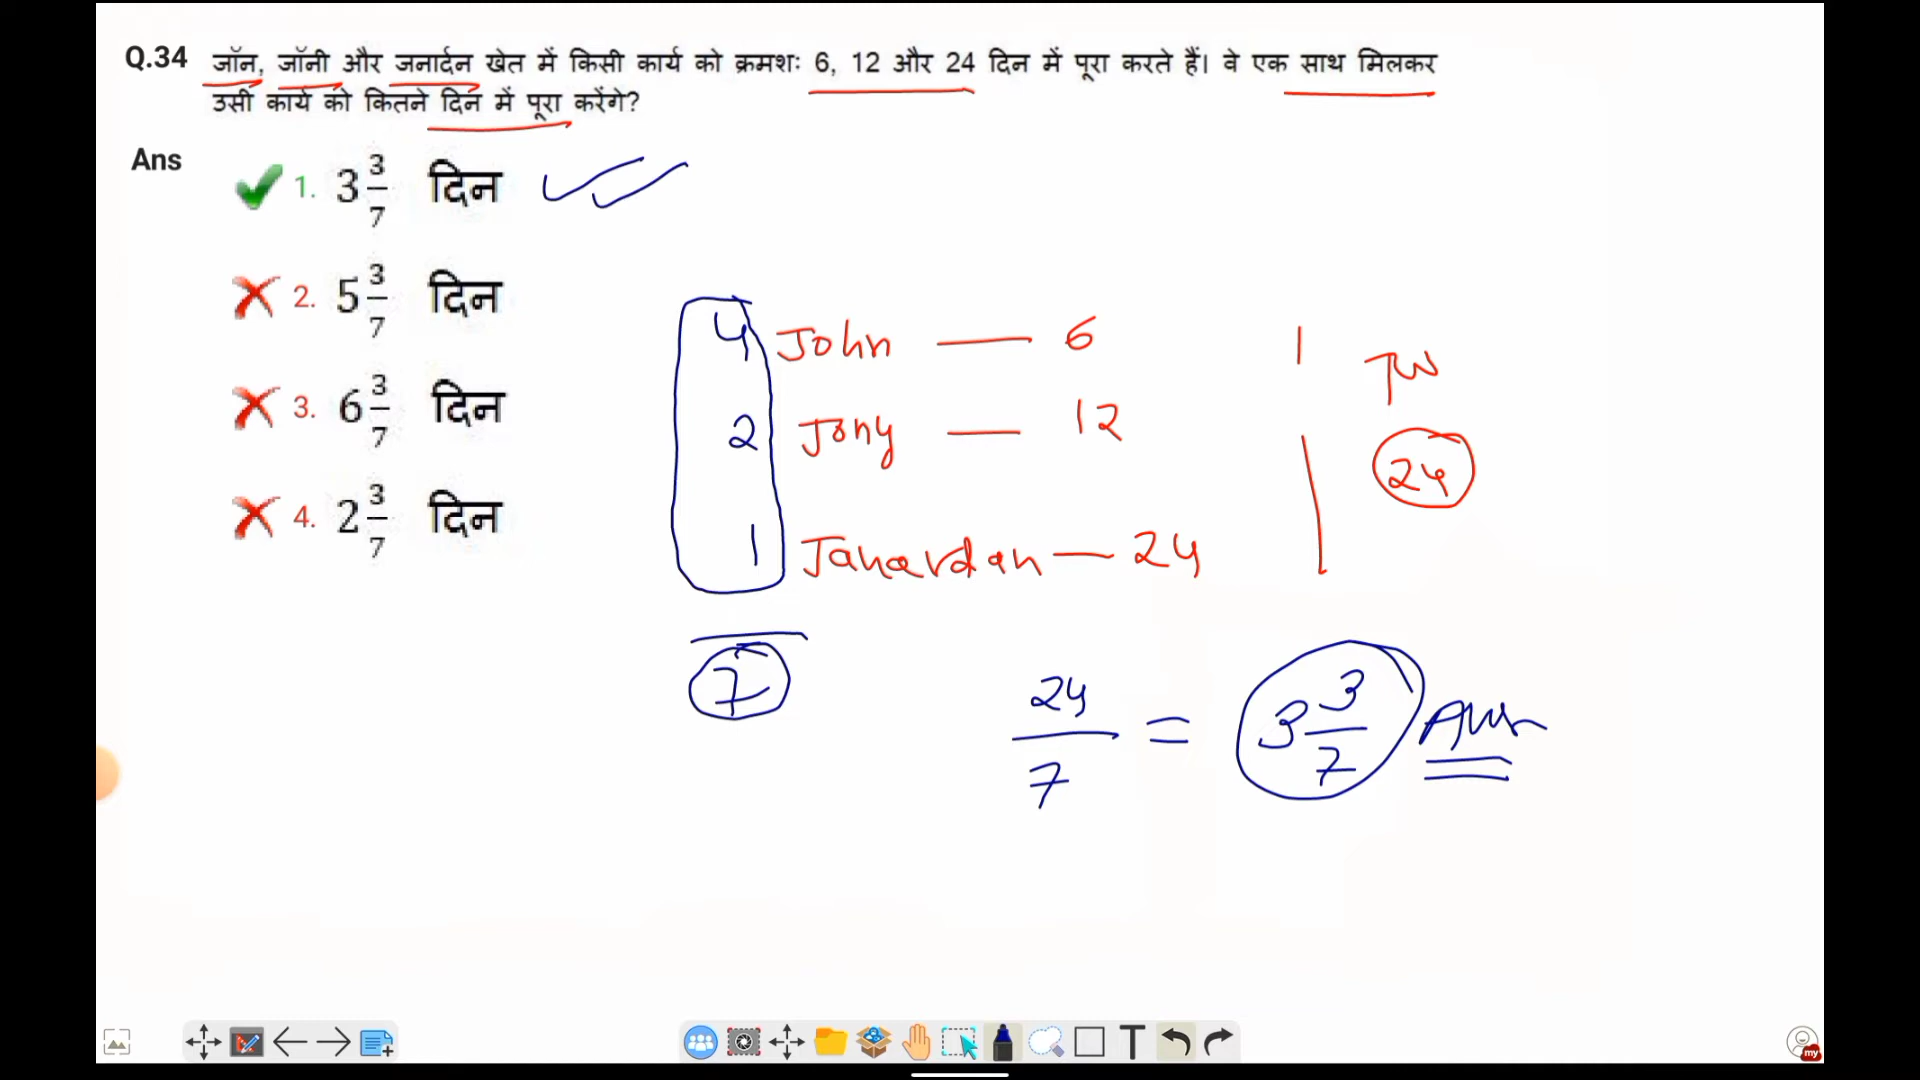 Q.34 जॉन, जॉनी और जनार्दन खेत में किसी कार्य को क्रमशः 6, 12 और 24 दिन में पूरा करते हैं। वे एक साथ मिलकर
उसी कार्य को कितने दिन में पूरा करेंगे?
Ans
1. 3 3/7 दिन
2. 5 3/7 दिन
3. 6 3/7 दिन
4. 2 3/7 दिन
4 John — 6
TW
2 Jony — 12
24
1 Janardan — 24
7
24/7 = 3 3/7 Ans
T
my